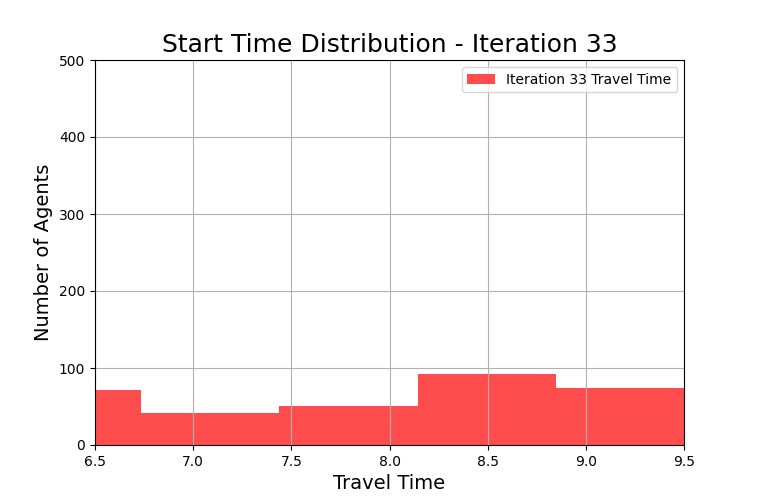 Start Time Distribution - Iteration 33
Iteration 33 Travel Time
Number of Agents
500
400
300
200
100
0
6.5 7.0 7.5 8.0 8.5 9.0 9.5
Travel Time